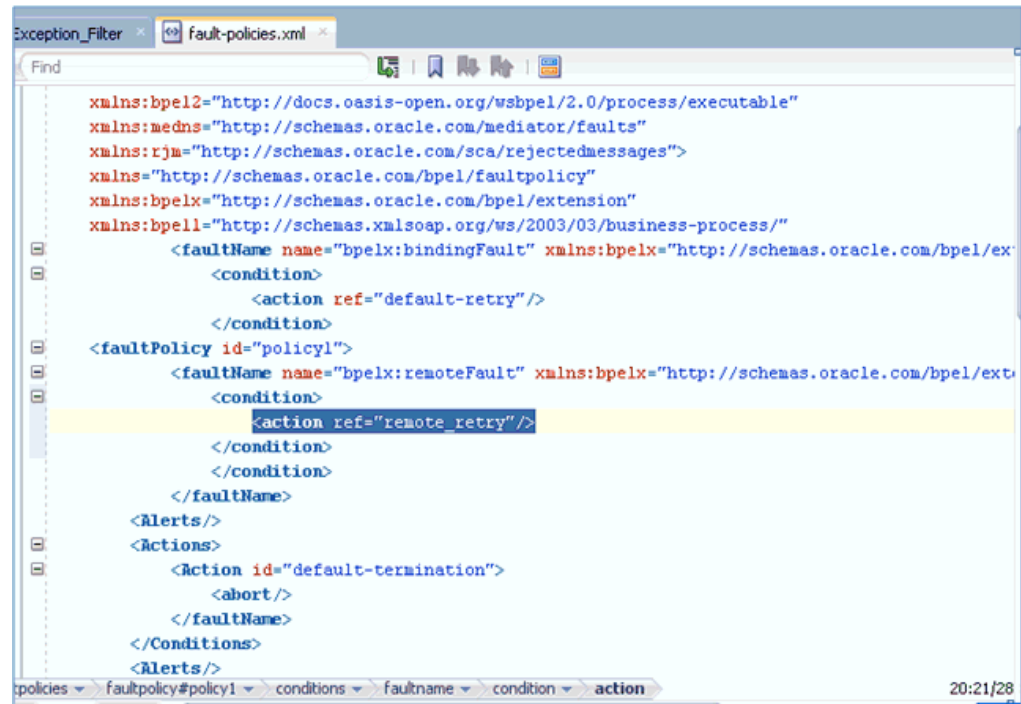 Exception_Filter fault-policies.xml
Find
xmlns:bpel2="http://docs.oasis-open.org/wsbpel/2.0/process/executable"
xmlns:medns="http://schemas.oracle.com/mediator/faults"
xmlns:rjm="http://schemas.oracle.com/sca/rejectedmessages">
xmlns="http://schemas.oracle.com/bpel/faultpolicy"
xmlns:bpelx="http://schemas.oracle.com/bpel/extension"
xmlns:bpel1="http://schemas.xmlsoap.org/ws/2003/03/business-process/"
<faultName name="bpelx:bindingFault" xmlns:bpelx="http://schemas.oracle.com/bpel/ex
<condition>
<action ref="default-retry"/>
</condition>
<faultPolicy id="policy1">
<faultName name="bpelx:remoteFault" xmlns:bpelx="http://schemas.oracle.com/bpel/ext
<condition>
<action ref="remote_retry"/>
</condition>
</condition>
</faultName>
<Alerts/>
<Actions>
<Action id="default-termination">
<abort/>
</faultName>
</Conditions>
<Alerts/>
tpolicies faultpolicy#policy1 conditions faultname condition action 20:21/28